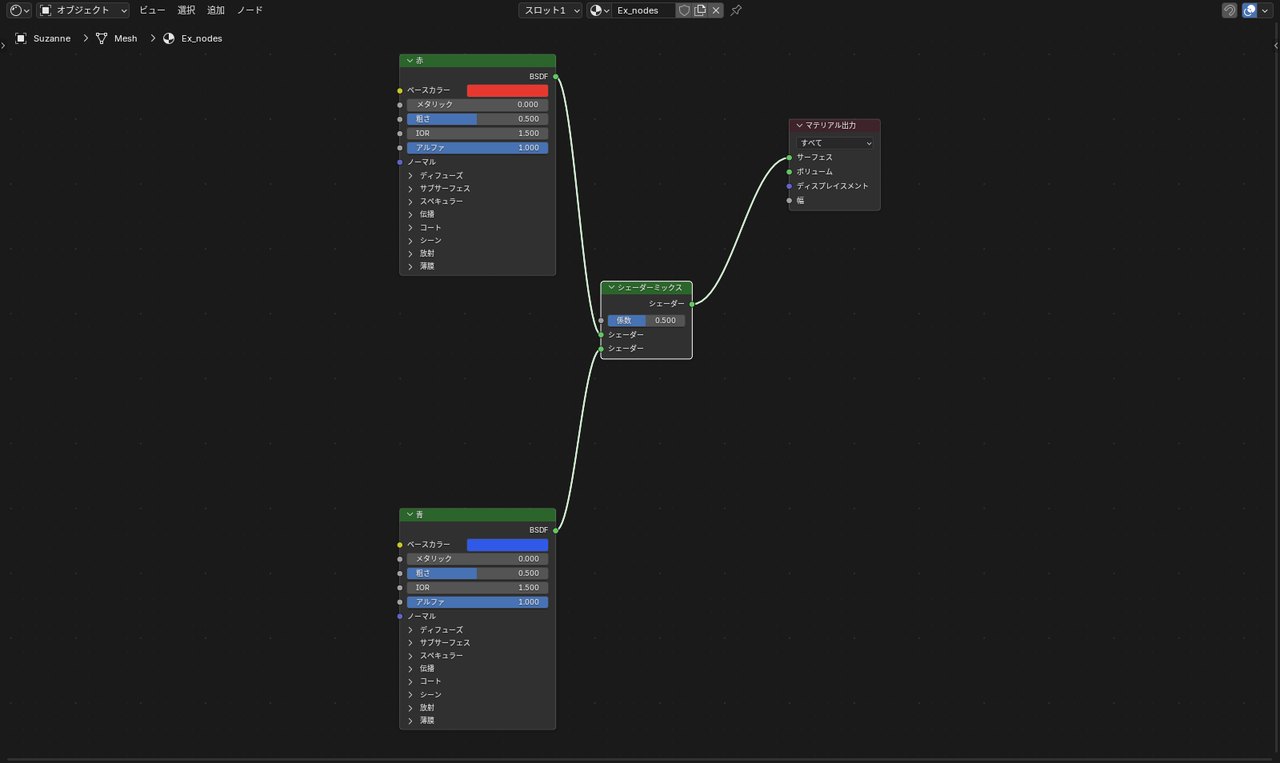 オブジェクト ビュー 選択 追加 ノード スロット1 Ex_nodes
Suzanne Mesh Ex_nodes
赤
BSDF
ベースカラー
メタリック 0.000
粗さ 0.500
IOR 1.500
アルファ 1.000
ノーマル
ディフューズ
サブサーフェス
スペキュラー
伝播
コート
シーン
放射
薄膜
マテリアル出力
すべて
サーフェス
ボリューム
ディスプレイスメント
幅
シェーダーミックス
シェーダー
係数 0.500
シェーダー
シェーダー
青
BSDF
ベースカラー
メタリック 0.000
粗さ 0.500
IOR 1.500
アルファ 1.000
ノーマル
ディフューズ
サブサーフェス
スペキュラー
伝播
コート
シーン
放射
薄膜